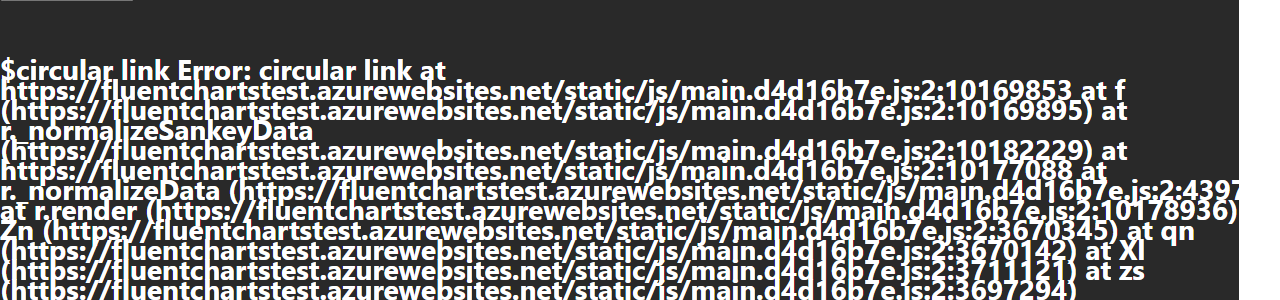 $circular link Error: circular link at
https://fluentchartstest.azurewebsites.net/static/js/main.d4d16b7e.js:2:10169853 at f
(https://fluentchartstest.azurewebsites.net/static/js/main.d4d16b7e.js:2:10169895) at
r._normalizeSankeyData
(https://fluentchartstest.azurewebsites.net/static/js/main.d4d16b7e.js:2:10182229) at
https://fluentchartstest.azurewebsites.net/static/js/main.d4d16b7e.js:2:10177088 at
r._normalizeData (https://fluentchartstest.azurewebsites.net/static/js/main.d4d16b7e.js:2:4397
at r.render (https://fluentchartstest.azurewebsites.net/static/js/main.d4d16b7e.js:2:10178936)
Zn (https://fluentchartstest.azurewebsites.net/static/js/main.d4d16b7e.js:2:3670345) at qn
(https://fluentchartstest.azurewebsites.net/static/js/main.d4d16b7e.js:2:3670142) at Xl
(https://fluentchartstest.azurewebsites.net/static/js/main.d4d16b7e.js:2:3711121) at zs
(https://fluentchartstest.azurewebsites.net/static/js/main.d4d16b7e.js:2:3697294)